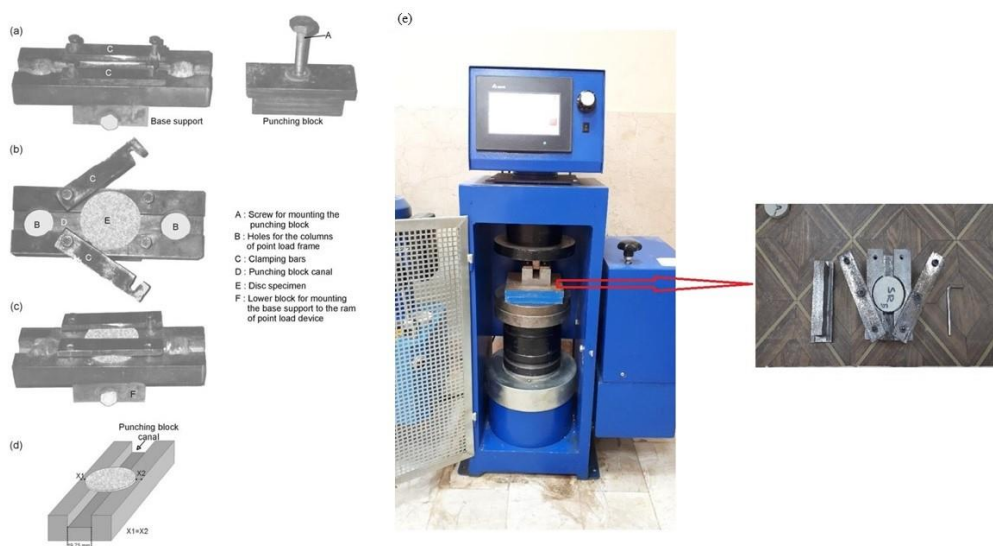 (a)
C
C
A
Base support
Punching block
(b)
C
B
D
E
B
C
A : Screw for mounting the
punching block
B : Holes for the columns
of point load frame
C : Clamping bars
D : Punching block canal
E : Disc specimen
F : Lower block for mounting
the base support to the ram
of point load device
(c)
F
(d)
Punching block
canal
X1
X2
X1=X2
(e)